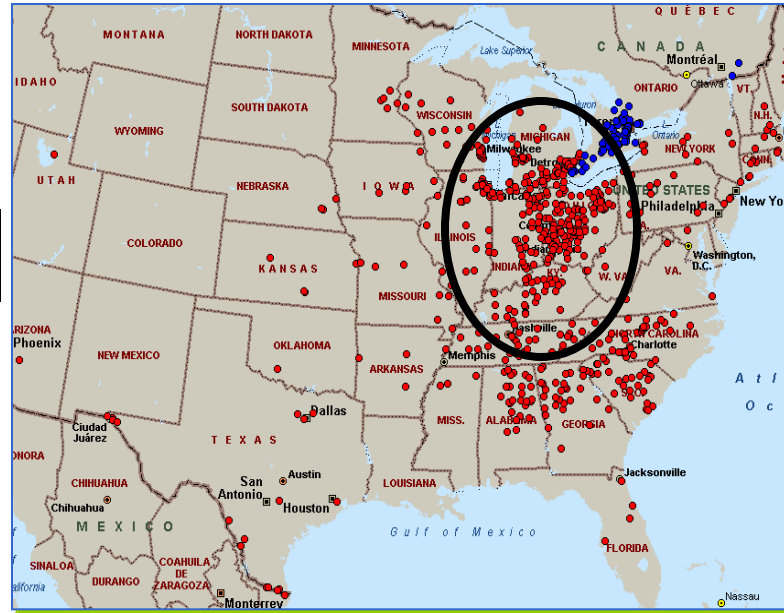 QUÉBEC
MONTANA
NORTH DAKOTA
MINNESOTA
Lake Superior
CANADA
Montréal
IDAHO
ONTARIO
Ottawa
VT.
SOUTH DAKOTA
WISCONSIN
N.H.
WYOMING
MICHIGAN
Ontario
Milwaukee
NEW YORK
CONN.
Detro
UTAH
NEBRASKA
IOWA
UNITED STATES
Philadelphia
New Yo
COLORADO
ILLINOIS
Washington,
D.C.
KANSAS
INDIANA
KY.
W. VA.
VA.
MISSOURI
ARIZONA
Phoenix
NEW MEXICO
OKLAHOMA
ARKANSAS
Memphis
Nashville
NORTH CAROLINA
Charlotte
Atl
S.C.
Oc
Ciudad
Juárez
Dallas
MISS.
ALABAMA
GEORGIA
TEXAS
ONORA
CHIHUAHUA
Chihuahua
San
Antonio
Austin
Houston
LOUISIANA
Jacksonville
MEXICO
Gulf of Mexico
FLORIDA
SINALOA
DURANGO
COAHUILA
DE
ZARAGOZA
alifornia
Monterrey
Nassau